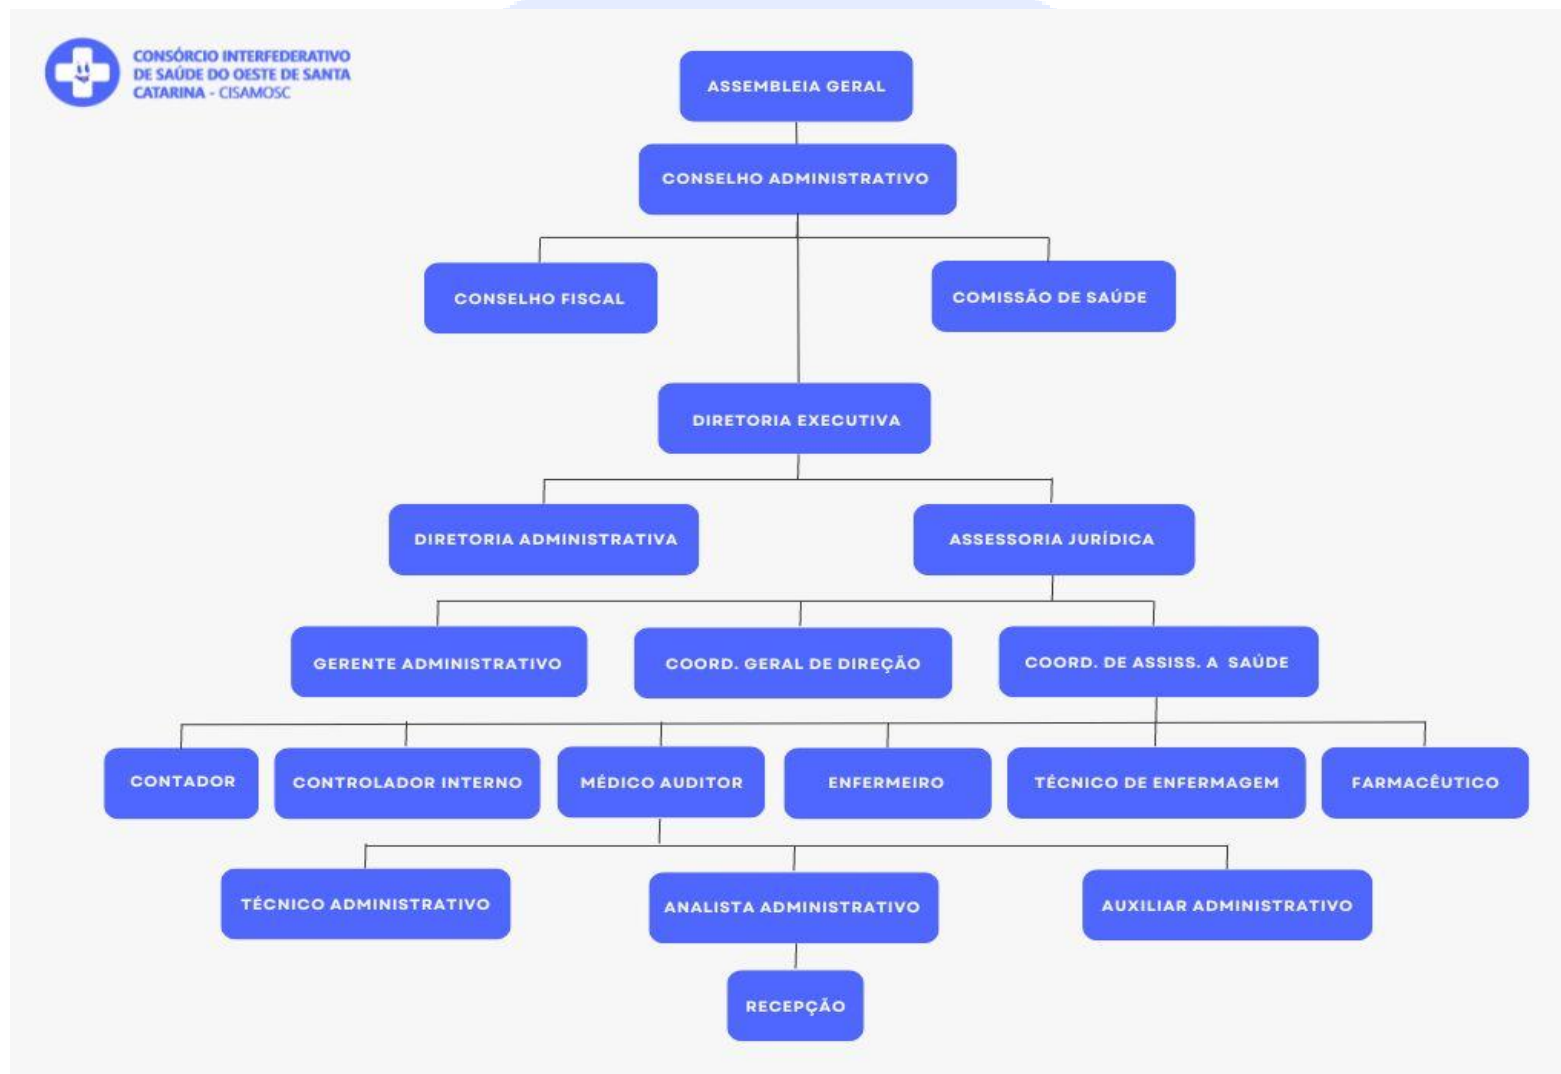 CONSÓRCIO INTERFEDERATIVO
DE SAÚDE DO OESTE DE SANTA
CATARINA - CISAMOSC
ASSEMBLEIA GERAL
CONSELHO ADMINISTRATIVO
CONSELHO FISCAL
COMISSÃO DE SAÚDE
DIRETORIA EXECUTIVA
DIRETORIA ADMINISTRATIVA
ASSESSORIA JURÍDICA
GERENTE ADMINISTRATIVO
COORD. GERAL DE DIREÇÃO
COORD. DE ASSISS. A SAÚDE
CONTADOR
CONTROLADOR INTERNO
MÉDICO AUDITOR
ENFERMEIRO
TÉCNICO DE ENFERMAGEM
FARMACÊUTICO
TÉCNICO ADMINISTRATIVO
ANALISTA ADMINISTRATIVO
AUXILIAR ADMINISTRATIVO
RECEPÇÃO